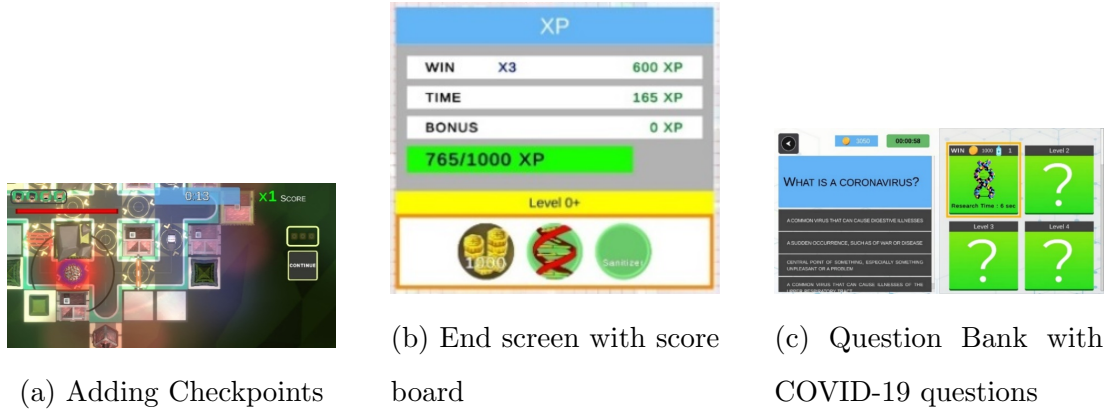 0:13
x1 SCORE
CONTINUE
(a) Adding Checkpoints
XP
WIN X3 600 XP
TIME 165 XP
BONUS 0 XP
765/1000 XP
Level 0+
1000
Sanitizer
(b) End screen with score
board
3050 00:09:58
WHAT IS A CORONAVIRUS?
A COMMON VIRUS THAT CAN CAUSE DIGESTIVE ILLNESSES
A SUDDEN OCCURRENCE, SUCH AS OF WAR OR DISEASE
CENTRAL POINT OF SOMETHING, ESPECIALLY SOMETHING
UNPLEASANT OR A PROBLEM
A COMMON VIRUS THAT CAN CAUSE ILLNESSES OF THE
UPPER RESPIRATORY TRACT
WIN 1000 1
Research Time : 6 sec
Level 2
?
Level 3
?
Level 4
?
(c) Question Bank with
COVID-19 questions